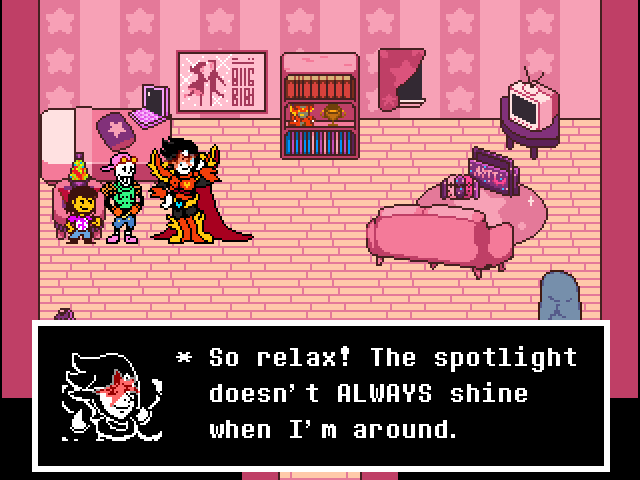 * So relax! The spotlight
doesn't ALWAYS shine
when I'm around.